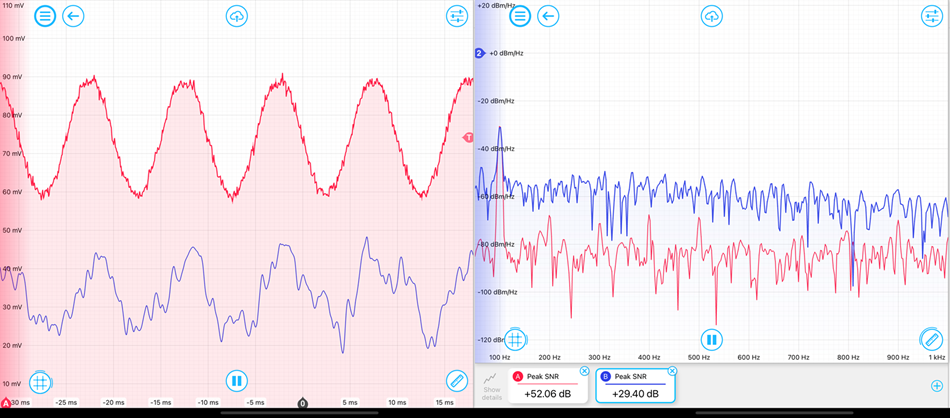 110 mV
100 mV
90 mV
80 mV
70 mV
60 mV
50 mV
40 mV
30 mV
20 mV
10 mV
T
A
-30 ms
-25 ms
-20 ms
-15 ms
-10 ms
-5 ms
0
5 ms
10 ms
15 ms
+20 dBm/Hz
2
+0 dBm/Hz
-20 dBm/Hz
-40 dBm/Hz
-60 dBm/Hz
-80 dBm/Hz
-100 dBm/Hz
-120 dBm
100 Hz
200 Hz
300 Hz
400 Hz
500 Hz
600 Hz
700 Hz
800 Hz
900 Hz
1 kHz
Show
details
A Peak SNR
+52.06 dB
B Peak SNR
+29.40 dB